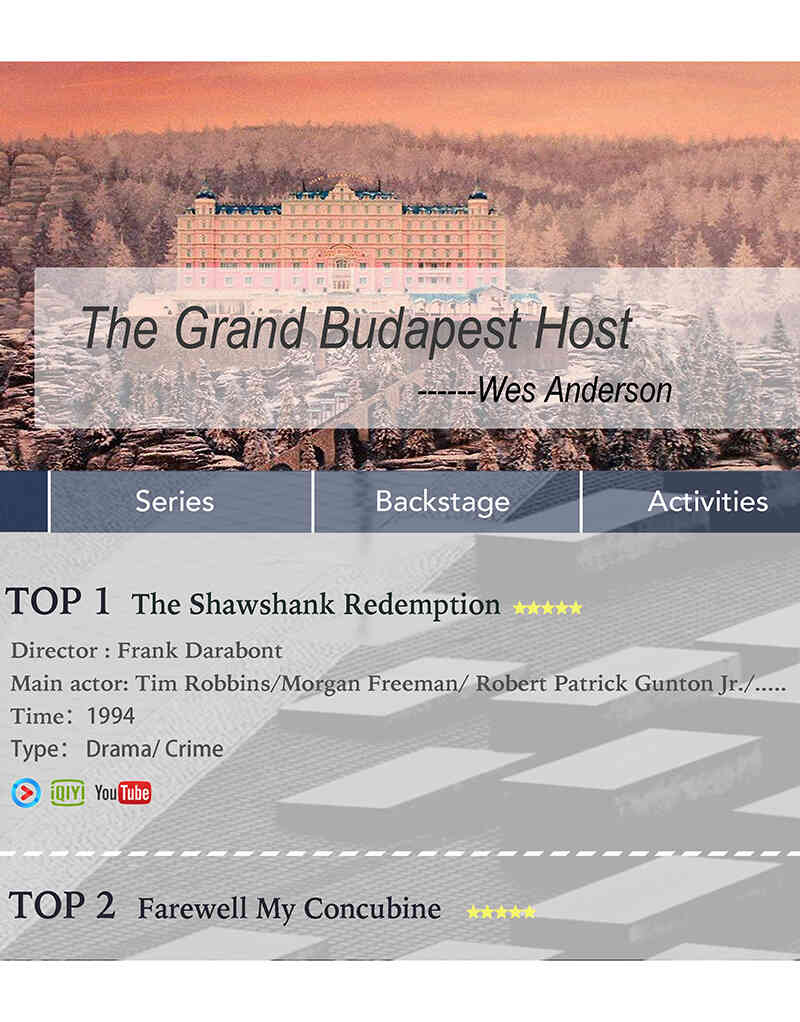 The Grand Budapest Host
------Wes Anderson
Series
Backstage
Activities
TOP 1 The Shawshank Redemption
Director : Frank Darabont
Main actor: Tim Robbins/Morgan Freeman/ Robert Patrick Gunton Jr./.....
Time： 1994
Type： Drama/ Crime
iQIYI YouTube
TOP 2 Farewell My Concubine